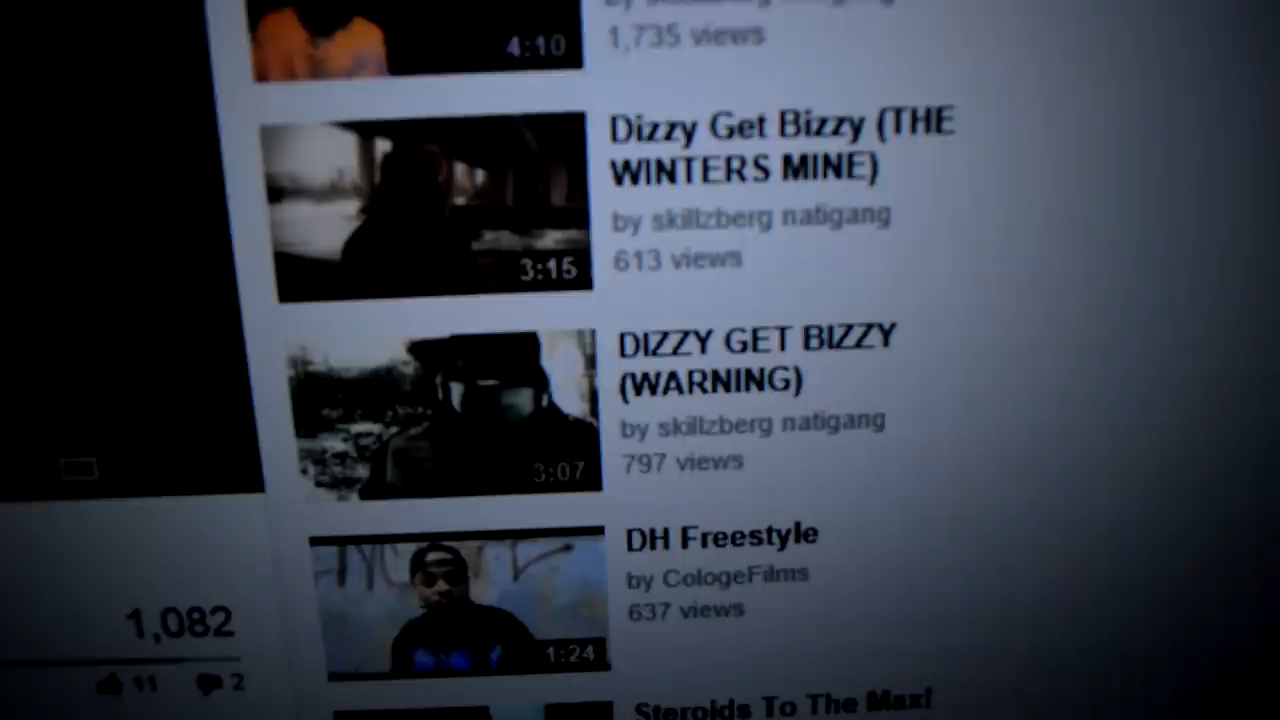 4:10
1,735 views
Dizzy Get Bizzy (THE
WINTERS MINE)
by skillzberg natigang
613 views
3:15
DIZZY GET BIZZY
(WARNING)
by skillzberg natigang
797 views
3:07
DH Freestyle
by CologeFilms
637 views
1:24
1,082
11 2
Steroids To The Max!